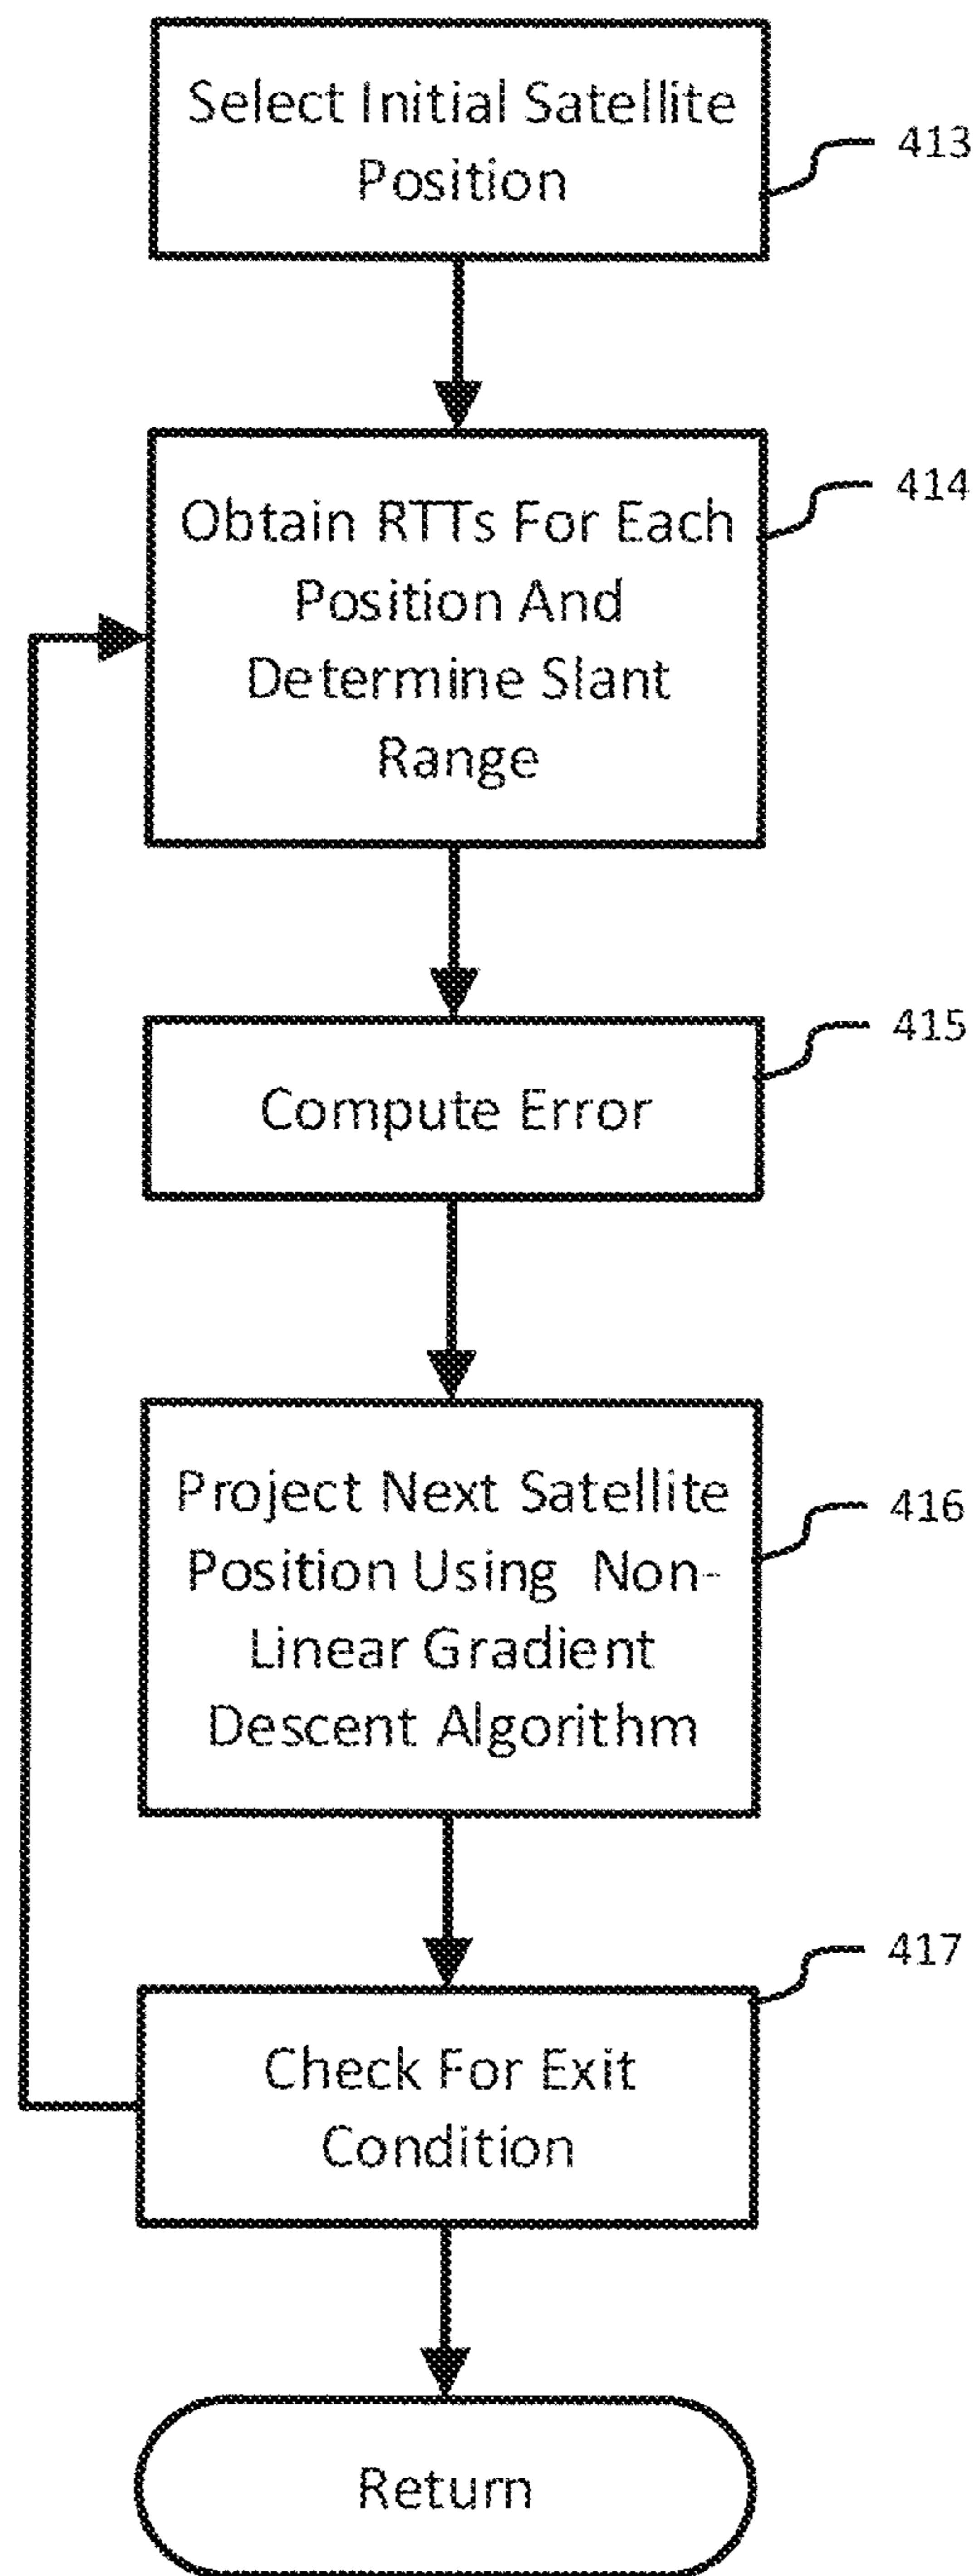 Select Initial Satellite
Position
413
Obtain RTTs For Each
Position And
Determine Slant
Range
414
Compute Error
415
Project Next Satellite
Position Using Non-
Linear Gradient
Descent Algorithm
416
Check For Exit
Condition
417
Return